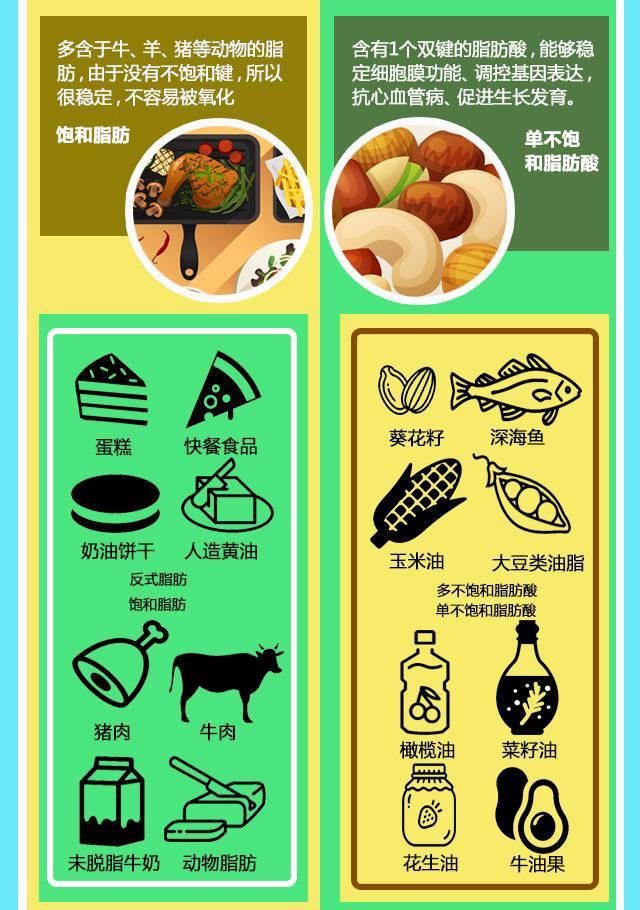 多含于牛、羊、猪等动物的脂
肪，由于没有不饱和键，所以
很稳定，不容易被氧化
饱和脂肪
含有1个双键的脂肪酸，能够稳
定细胞膜功能、调控基因表达，
抗心血管病、促进生长发育。
单不饱
和脂肪酸
蛋糕
快餐食品
奶油饼干
人造黄油
反式脂肪
饱和脂肪
猪肉
牛肉
未脱脂牛奶
动物脂肪
葵花籽
深海鱼
玉米油
大豆类油脂
多不饱和脂肪酸
单不饱和脂肪酸
橄榄油
菜籽油
花生油
牛油果